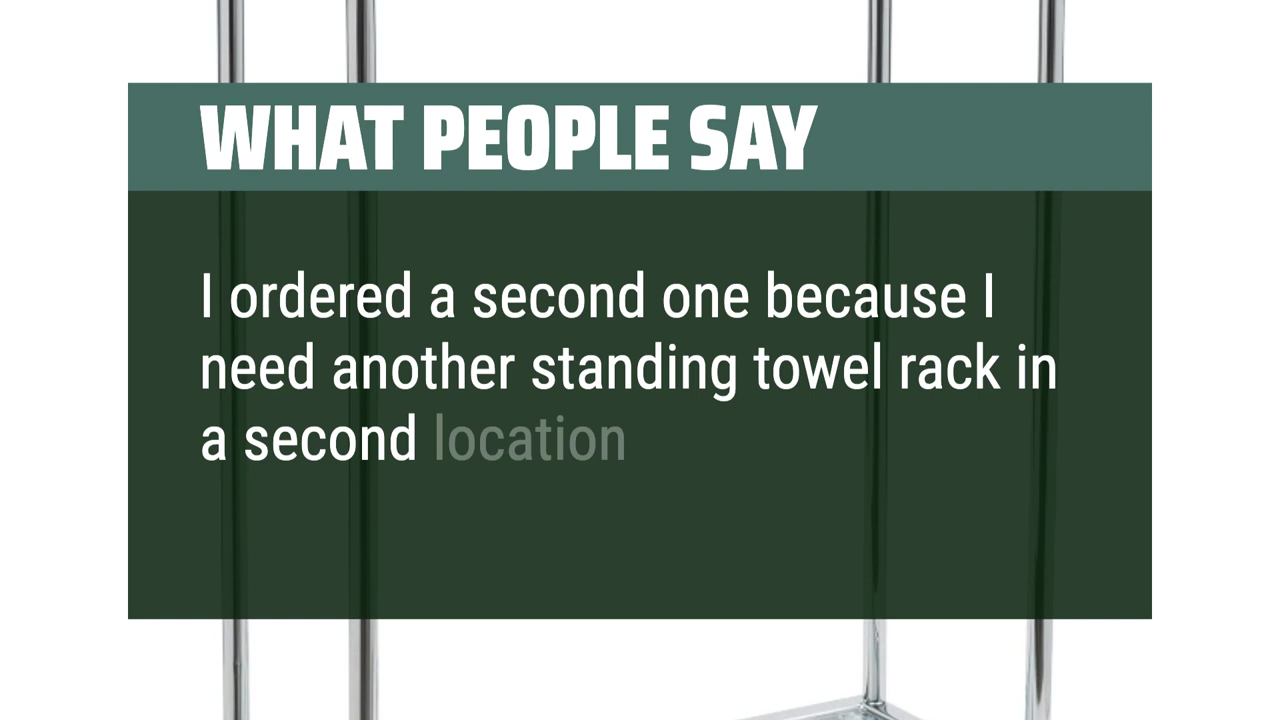 WHAT PEOPLE SAY
I ordered a second one because I
need another standing towel rack in
a second location